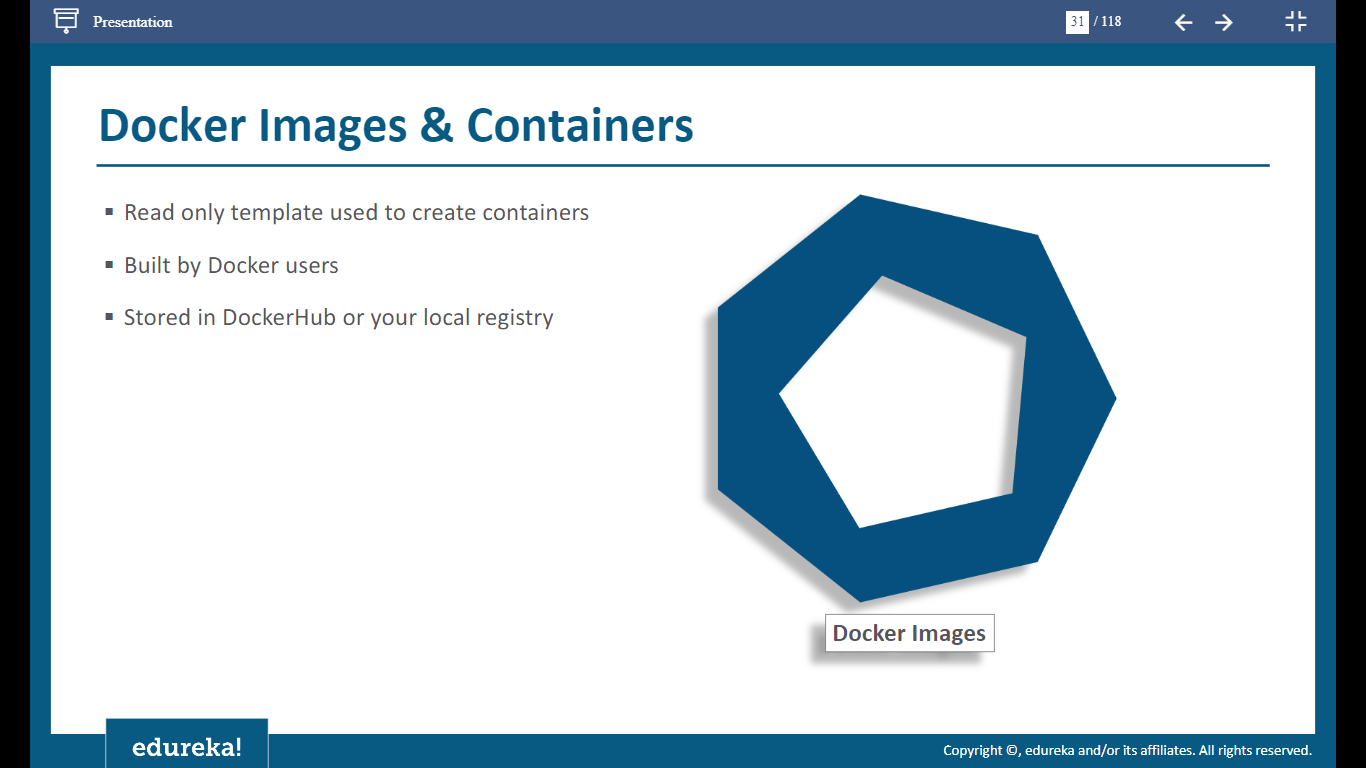 Presentation
31 / 118
Docker Images & Containers
▪ Read only template used to create containers
▪ Built by Docker users
▪ Stored in DockerHub or your local registry
Docker Images
edureka!
Copyright ©, edureka and/or its affiliates. All rights reserved.